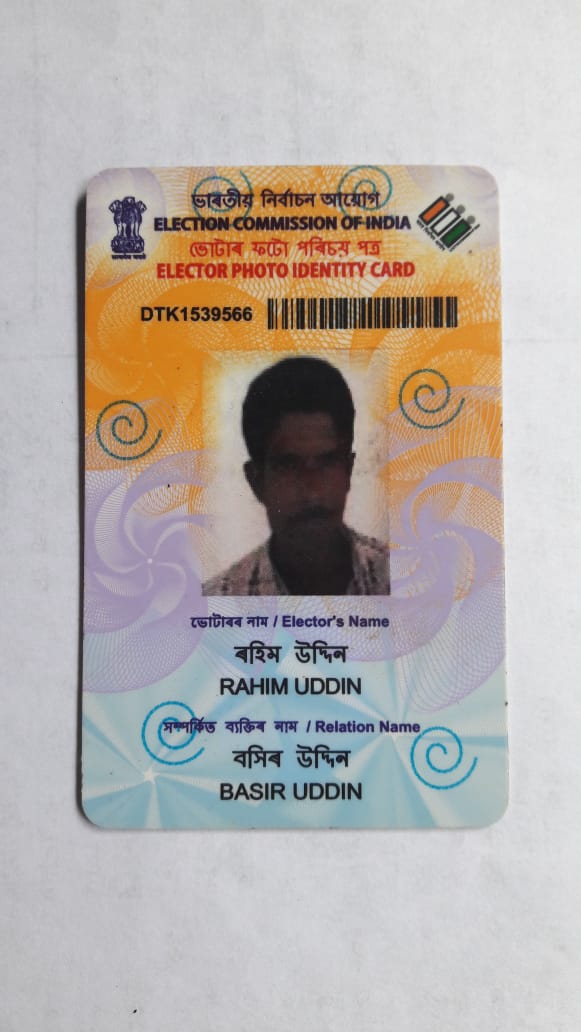 ভাৰতীয় নিৰ্বাচন আয়োগ
ELECTION COMMISSION OF INDIA
ভোটাৰ ফটো পৰিচয় পত্ৰ
ELECTOR PHOTO IDENTITY CARD
DTK1539566
ভোটাৰৰ নাম / Elector's Name
ৰহিম উদ্দিন
RAHIM UDDIN
সম্পৰ্কিত ব্যক্তিৰ নাম / Relation Name
বসিৰ উদ্দিন
BASIR UDDIN